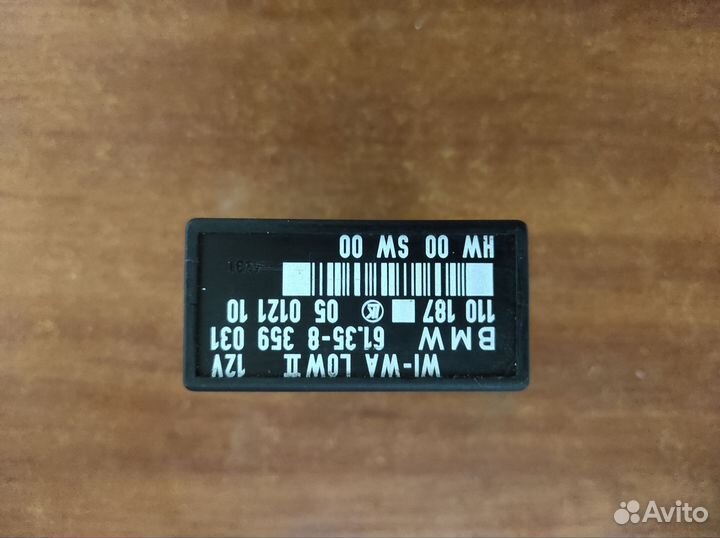 WI-WA LOW II 12V
BMW 61.35-8 359 031
110 187 05 0121 10
HW 00 SW 00
Avito